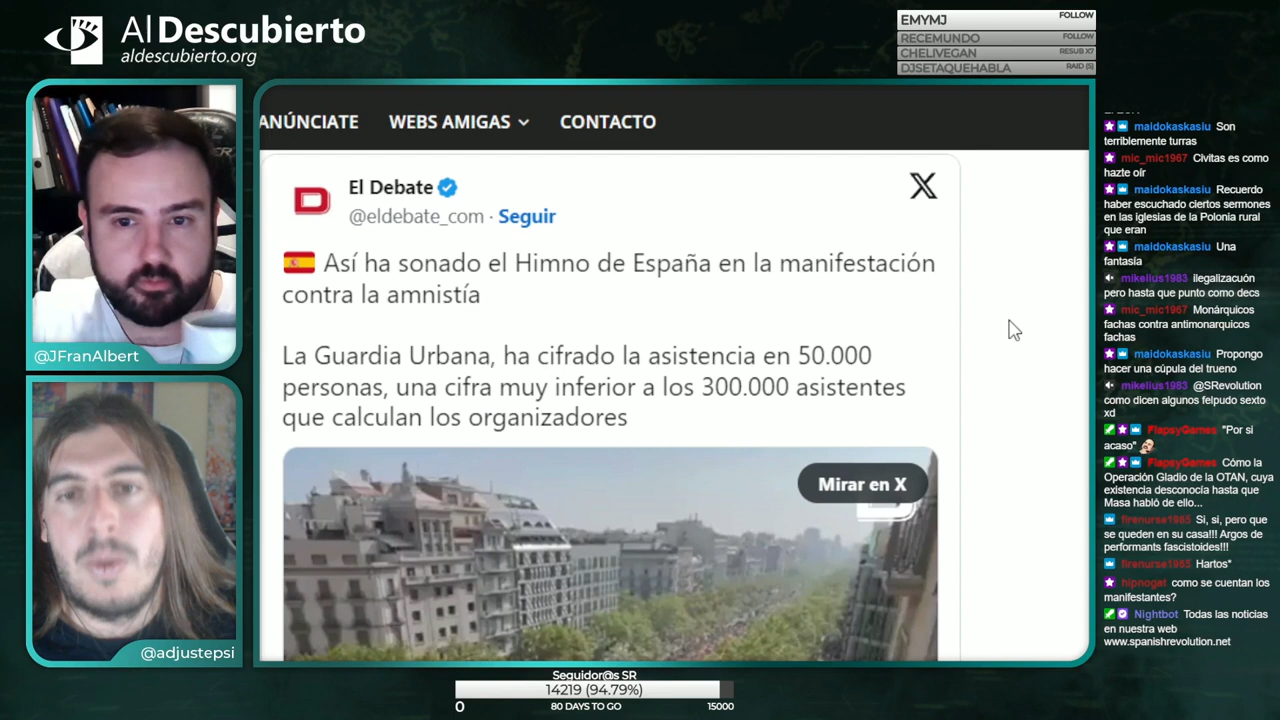 Al Descubierto
aldescubierto.org
EMYMJ FOLLOW
RECEMUNDO FOLLOW
CHELIVEGAN RESUB X7
DJSETAQUEHABLA RAID (5)
ANÚNCIATE WEBS AMIGAS CONTACTO
El Debate
@eldebate_com · Seguir
X
Así ha sonado el Himno de España en la manifestación
contra la amnistía
La Guardia Urbana, ha cifrado la asistencia en 50.000
personas, una cifra muy inferior a los 300.000 asistentes
que calculan los organizadores
Mirar en X
@JFranAlbert
@adjustepsi
Seguidor@s SR
14219 (94.79%)
0 80 DAYS TO GO 15000
maidokaskasiu Son
terriblemente turras
mic_mic1967 Civitas es como
hazte oír
maidokaskasiu Recuerdo
haber escuchado ciertos sermones
en las iglesias de la Polonia rural
que eran
maidokaskasiu Una
fantasía
mikelius1983 ilegalizacuón
pero hasta que punto como decs
mic_mic1967 Monárquicos
fachas contra antimonarquicos
fachas
maidokaskasiu Propongo
hacer una cúpula del trueno
mikelius1983 @SRevolution
como dicen algunos felpudo sexto
xd
FlapsyGames "Por si
acaso"
FlapsyGames Cómo la
Operación Gladio de la OTAN, cuya
existencia desconocía hasta que
Masa habló de ello...
firenurse1985 Si, si, pero que
se queden en su casa!!! Argos de
performants fascistoides!!!
firenurse1985 Hartos*
hipnogat como se cuentan los
manifestantes?
Nightbot Todas las noticias
en nuestra web
www.spanishrevolution.net